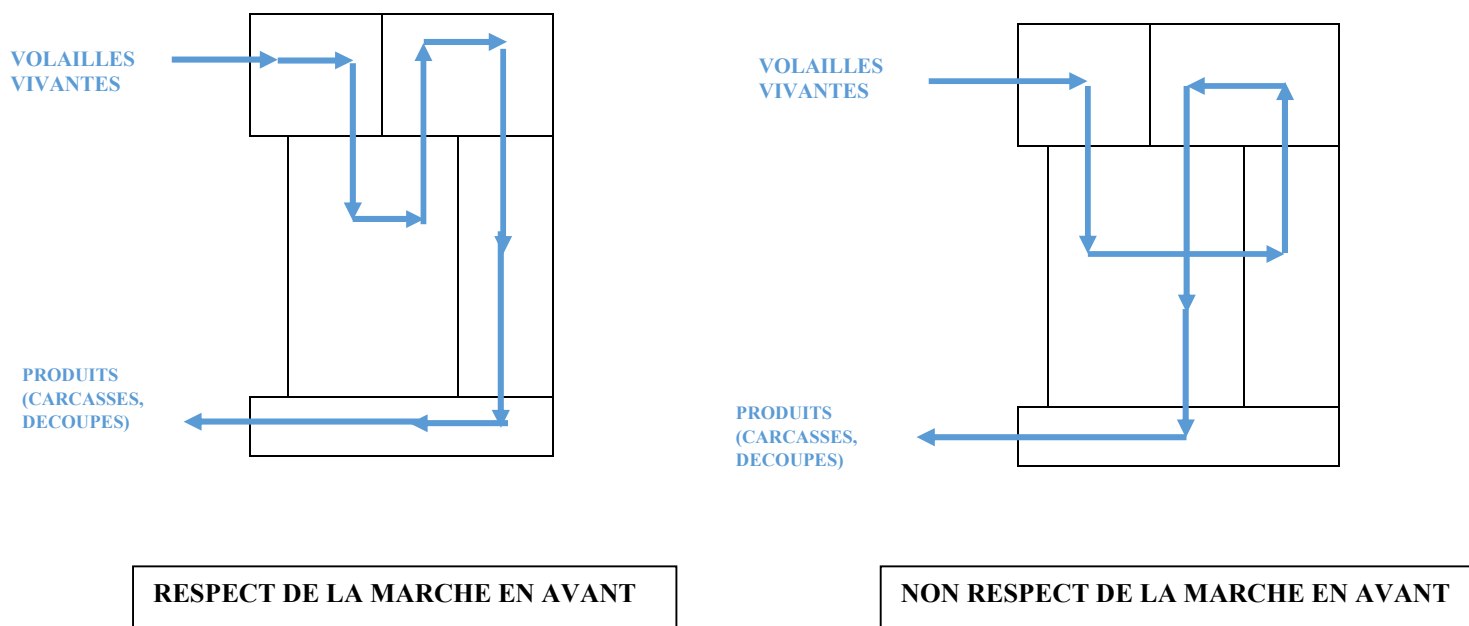 VOLAILLES
VIVANTES
PRODUITS
(CARCASSES,
DECOUPES)
RESPECT DE LA MARCHE EN AVANT
VOLAILLES
VIVANTES
PRODUITS
(CARCASSES,
DECOUPES)
NON RESPECT DE LA MARCHE EN AVANT